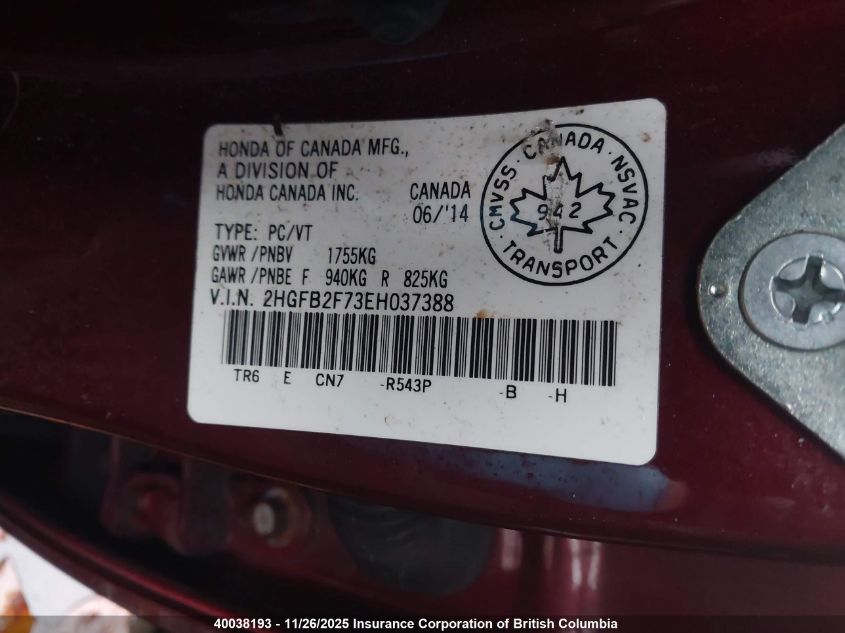 HONDA OF CANADA MFG.,
A DIVISION OF
HONDA CANADA INC. CANADA
06/'14
TYPE: PC/VT
GVWR /PNBV 1755KG
GAWR /PNBE F 940KG R 825KG
V.I.N. 2HGFB2F73EH037388
TR6 E CN7 -R543P -B -H
CMVSS · CANADA · NSVAC ·
942
TRANSPORT
40038193 - 11/26/2025 Insurance Corporation of British Columbia